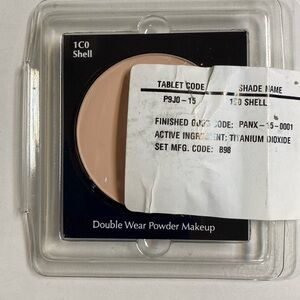 1C0
Shell
TABLET CODE SHADE NAME
P9J0-15 1C0 SHELL
FINISHED GOOD CODE: PANX-15-0001
ACTIVE INGREDIENT: TITANIUM DIOXIDE
SET MFG. CODE: B98
Double Wear Powder Makeup